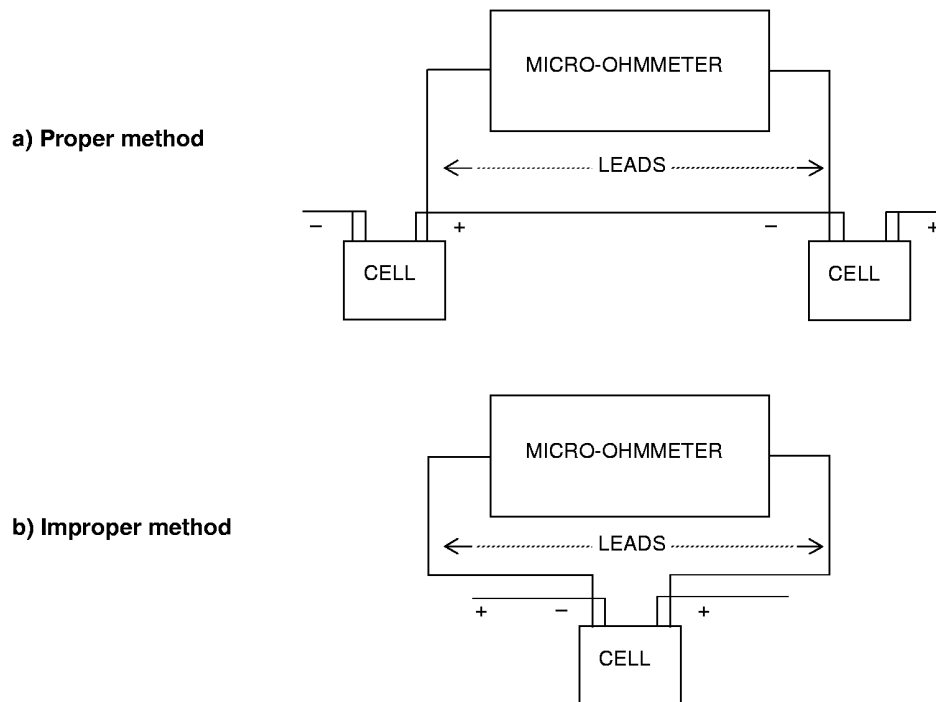 MICRO-OHMMETER
a) Proper method
LEADS
− + − +
CELL CELL
MICRO-OHMMETER
b) Improper method
LEADS
+ − +
CELL